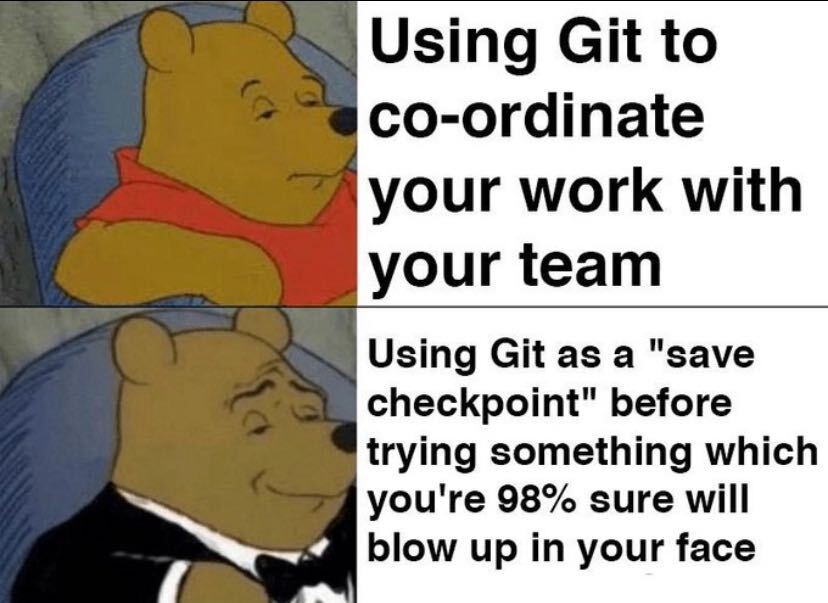 Using Git to
co-ordinate
your work with
your team
Using Git as a "save
checkpoint" before
trying something which
you're 98% sure will
blow up in your face